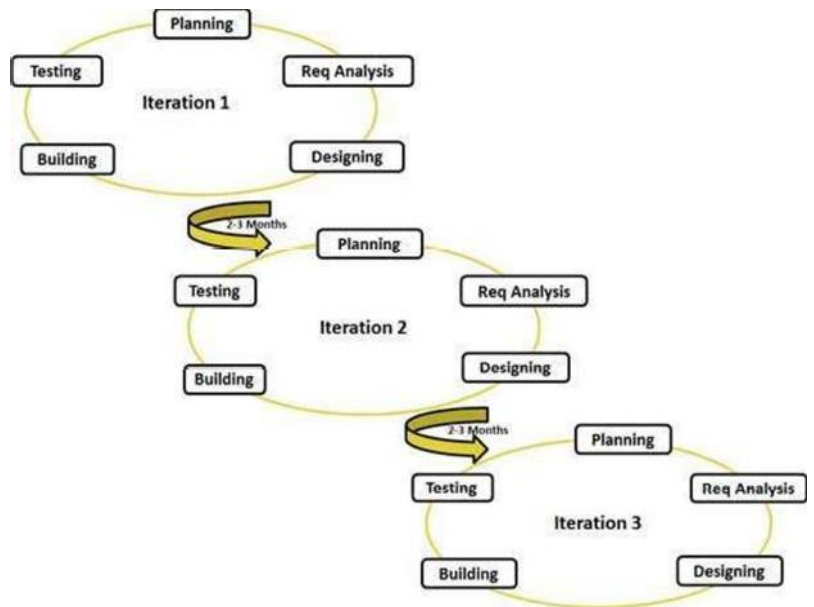 Planning
Testing
Req Analysis
Iteration 1
Building
Designing
2-3 Months
Planning
Testing
Req Analysis
Iteration 2
Building
Designing
2-3 Months
Planning
Testing
Req Analysis
Iteration 3
Building
Designing